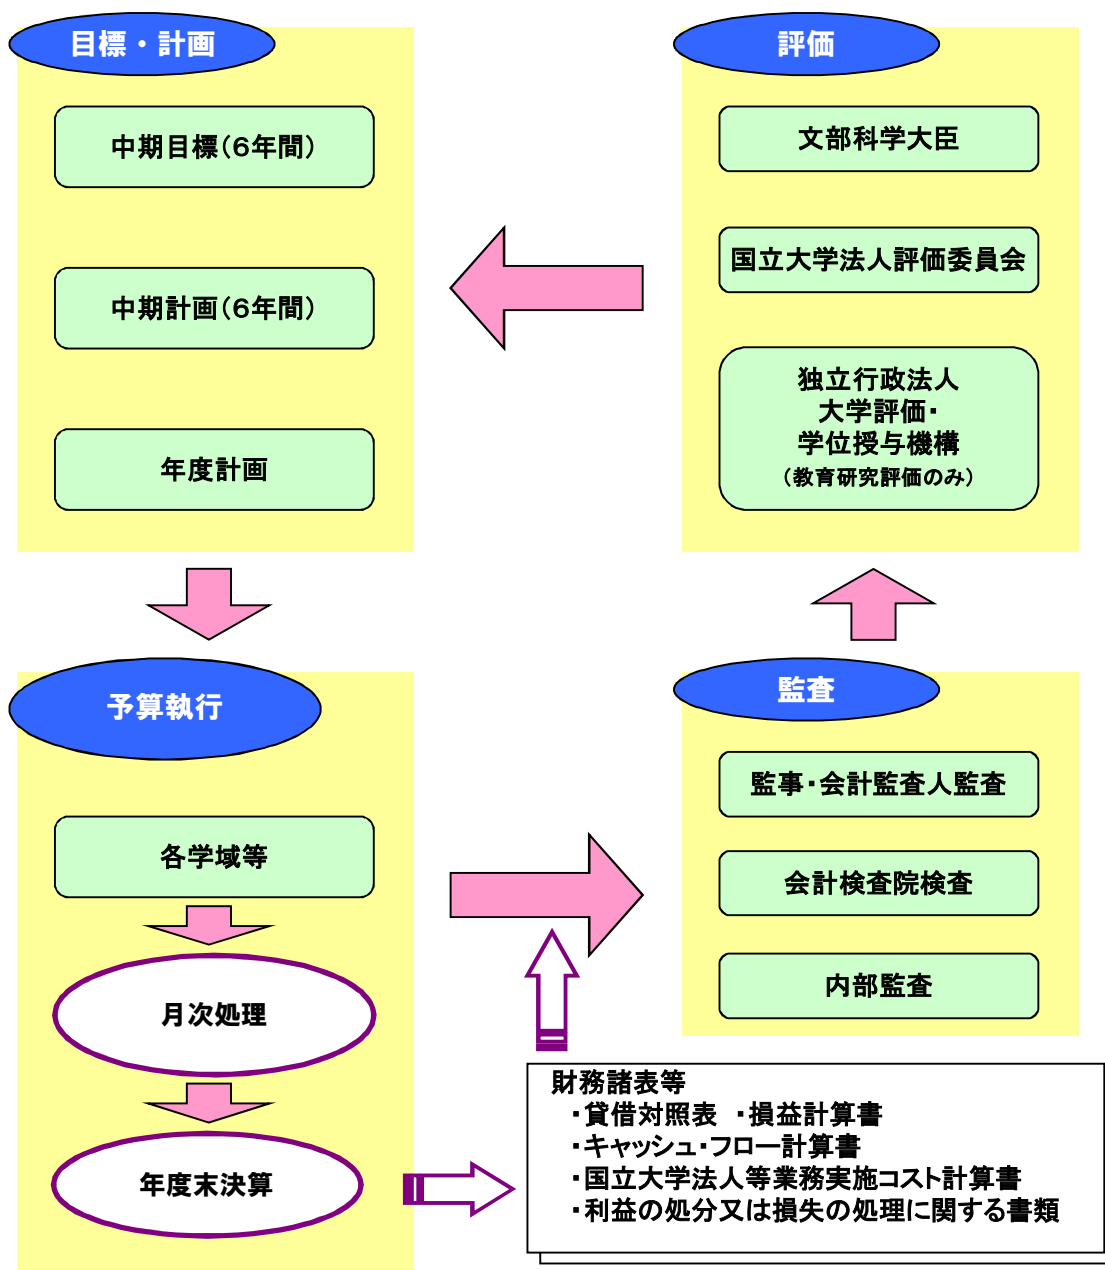 目標・計画
中期目標(６年間)
中期計画(６年間)
年度計画
評価
文部科学大臣
国立大学法人評価委員会
独立行政法人
大学評価・
学位授与機構
(教育研究評価のみ)
予算執行
各学域等
月次処理
年度末決算
監査
監事・会計監査人監査
会計検査院検査
内部監査
財務諸表等
・貸借対照表　・損益計算書
・キャッシュ・フロー計算書
・国立大学法人等業務実施コスト計算書
・利益の処分又は損失の処理に関する書類